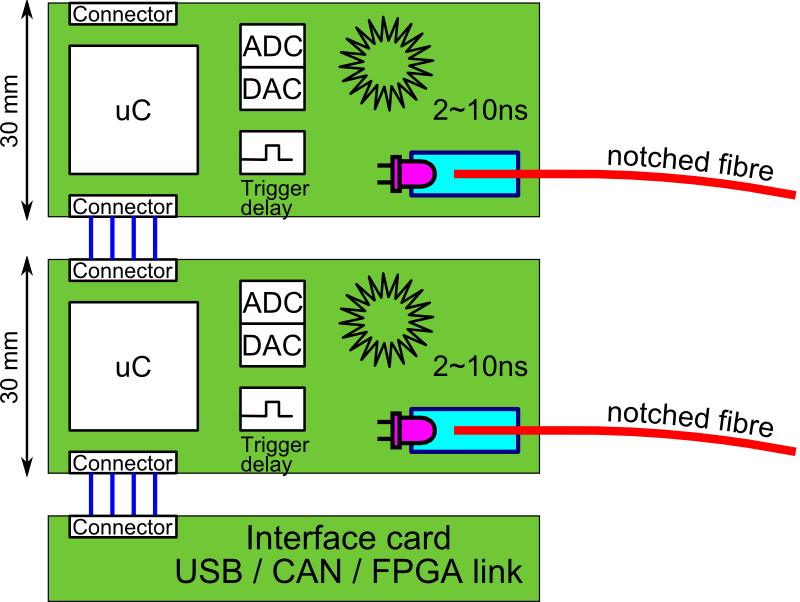 Connector
30 mm
uC
ADC
DAC
2~10ns
Trigger
delay
notched fibre
Connector
Connector
30 mm
uC
ADC
DAC
2~10ns
Trigger
delay
notched fibre
Connector
Connector
Interface card
USB / CAN / FPGA link